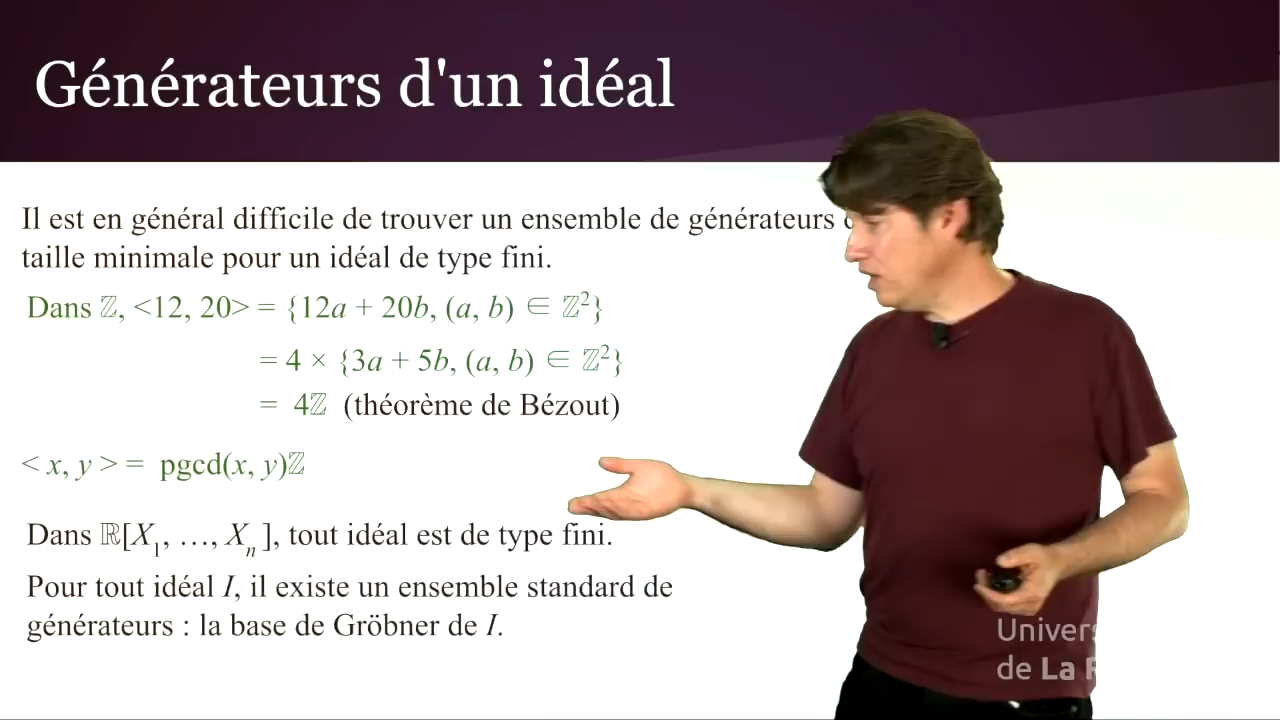 Générateurs d'un idéal
Il est en général difficile de trouver un ensemble de générateurs
taille minimale pour un idéal de type fini.
Dans ℤ, <12, 20> = {12a + 20b, (a, b) ∈ ℤ²}
= 4 × {3a + 5b, (a, b) ∈ ℤ²}
= 4ℤ (théorème de Bézout)
< x, y > = pgcd(x, y)ℤ
Dans ℝ[X₁, …, Xₙ], tout idéal est de type fini.
Pour tout idéal I, il existe un ensemble standard de
générateurs : la base de Gröbner de I.
de La